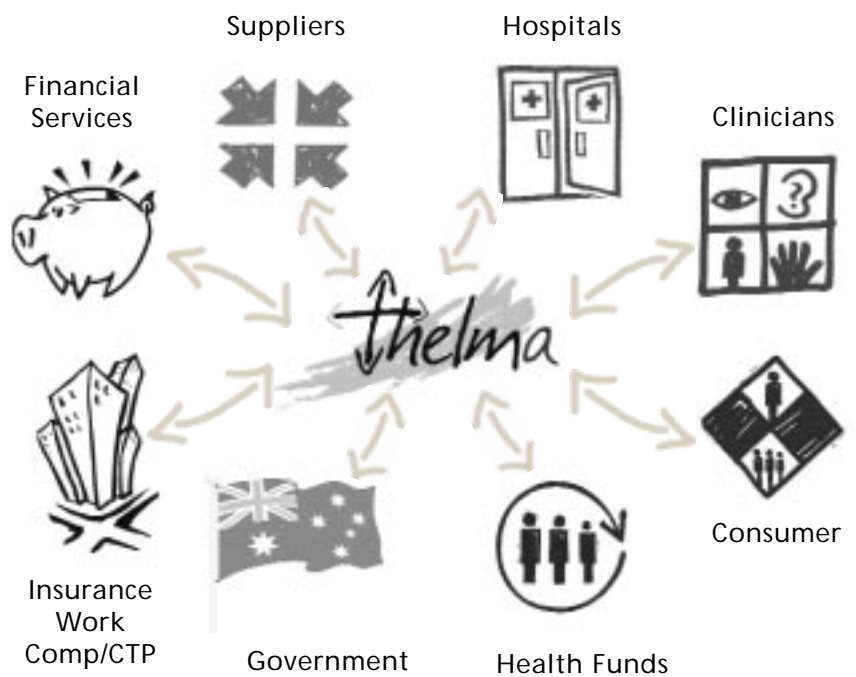 Suppliers
Hospitals
Financial
Services
Clinicians
thelma
Insurance
Work
Comp/CTP
Government
Health Funds
Consumer